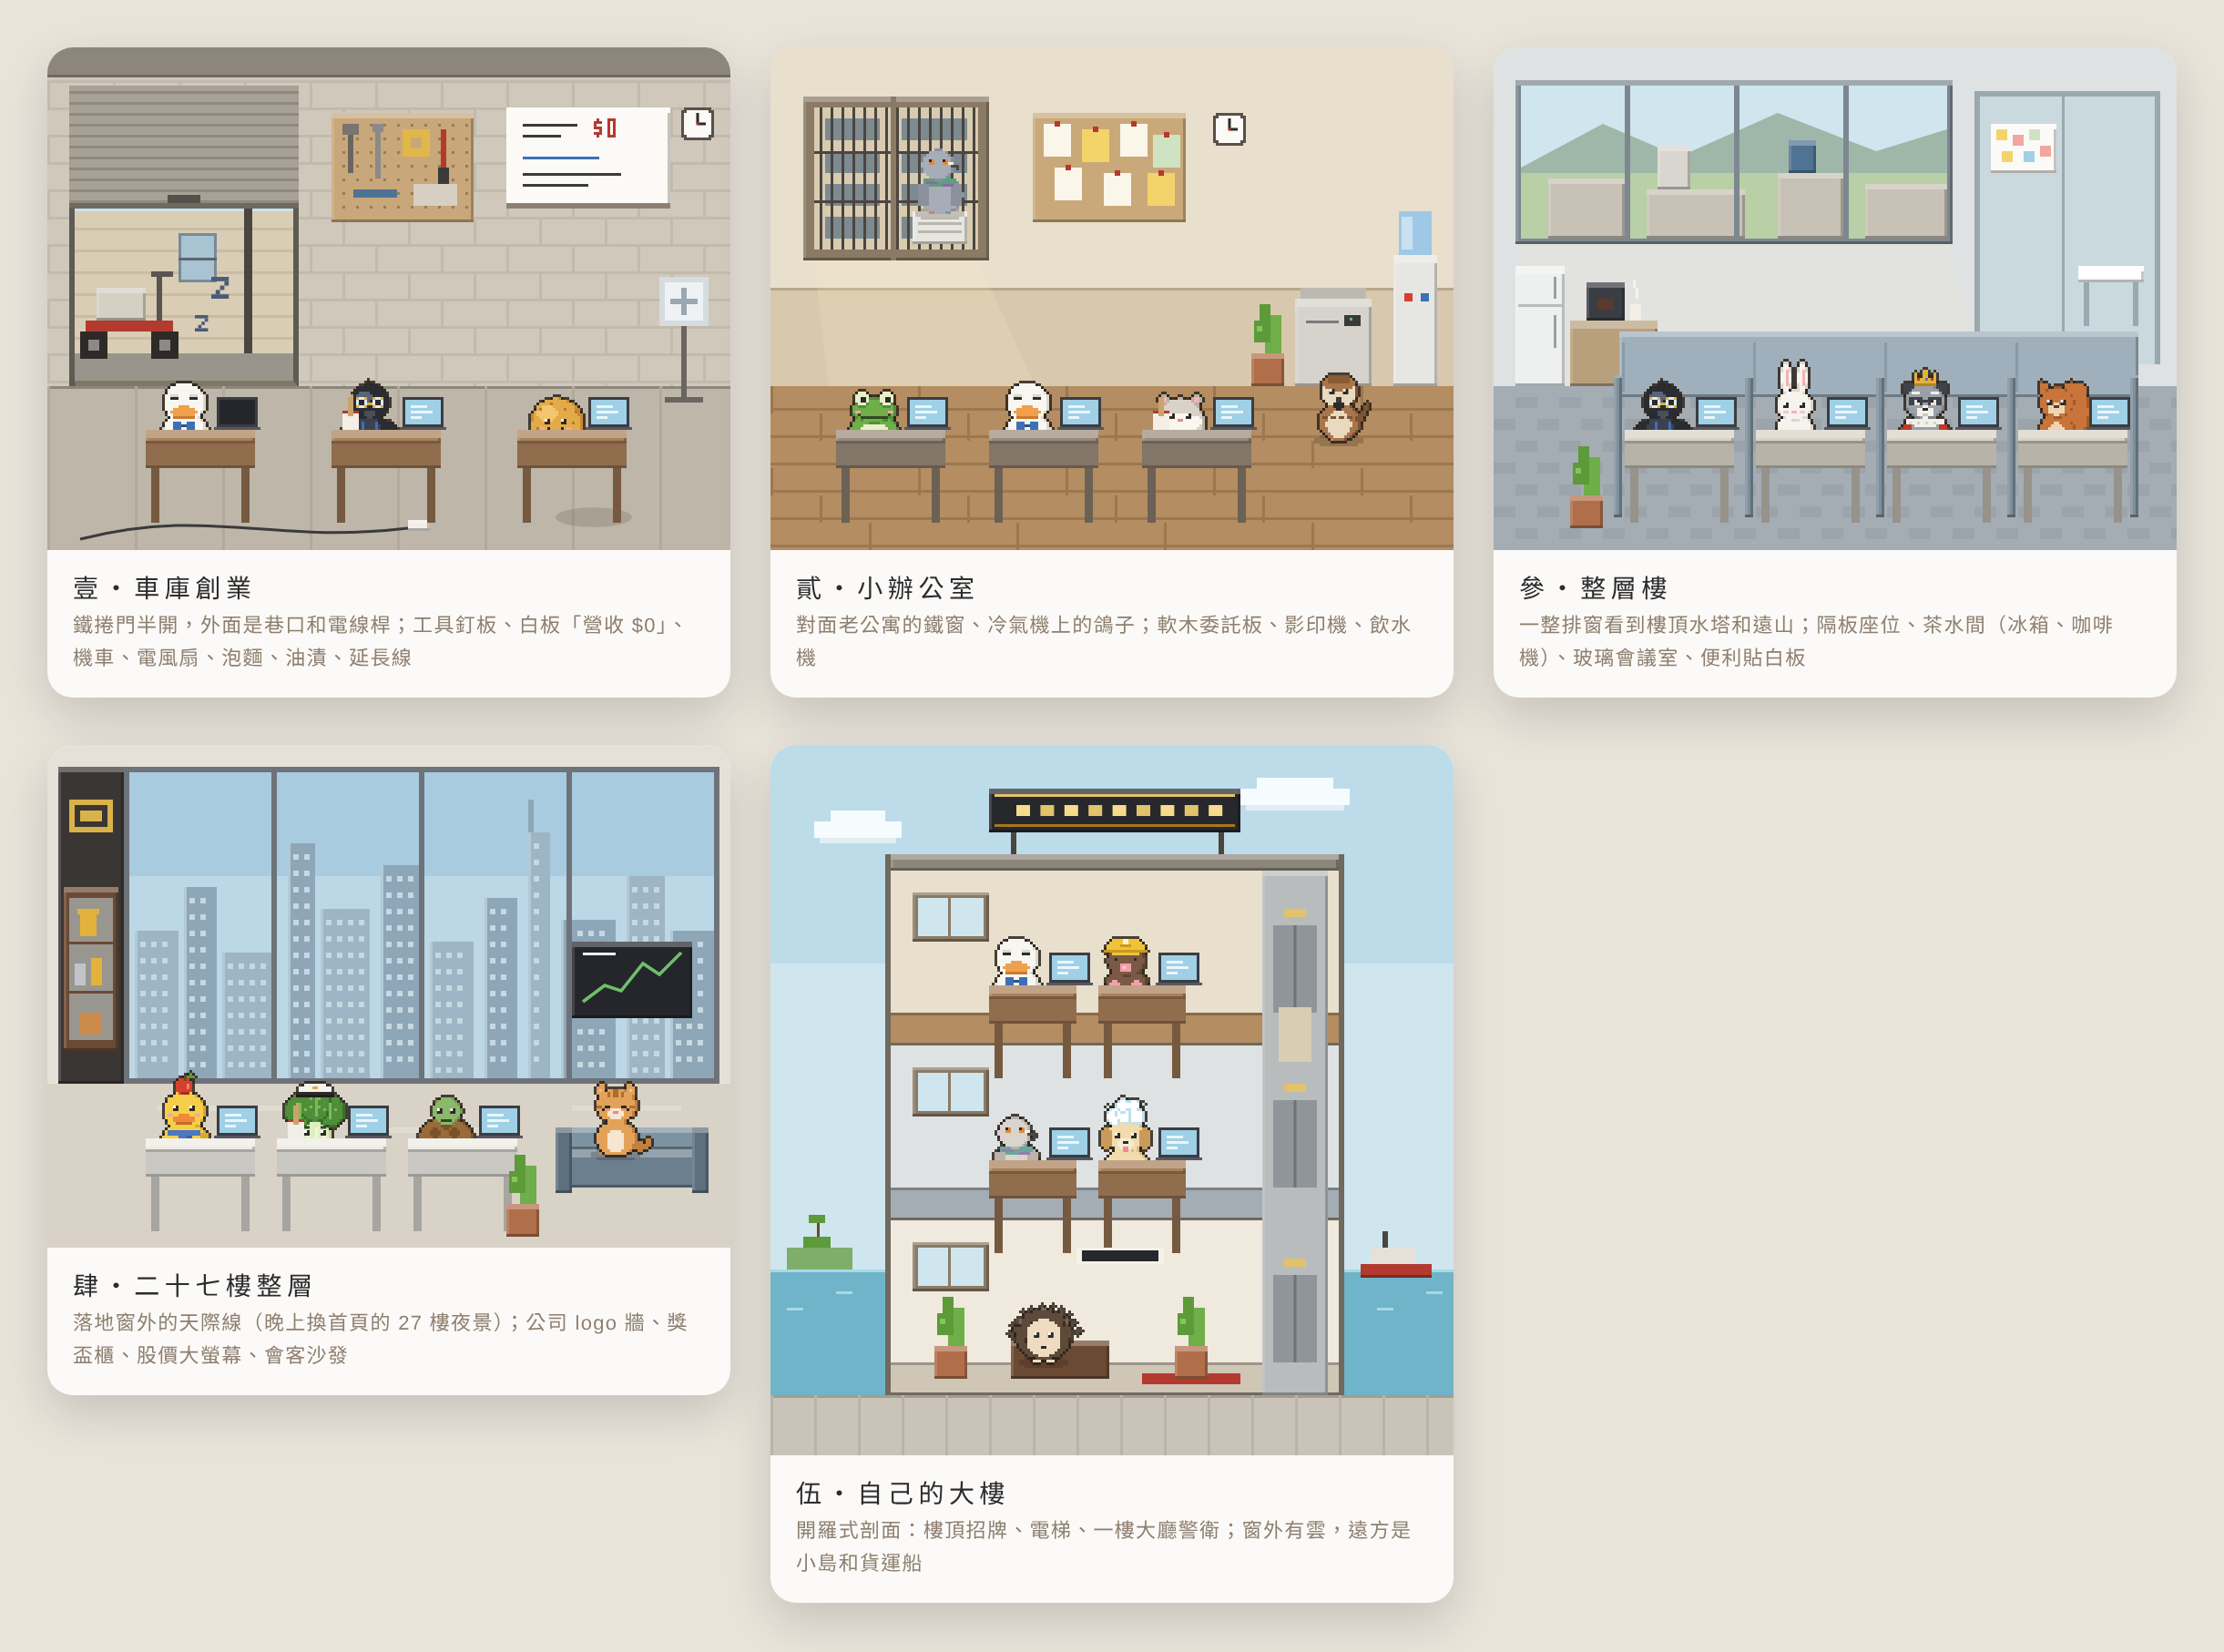 $0
z
z
壹・車庫創業
鐵捲門半開，外面是巷口和電線桿；工具釘板、白板「營收 $0」、
機車、電風扇、泡麵、油漬、延長線
貳・小辦公室
對面老公寓的鐵窗、冷氣機上的鴿子；軟木委託板、影印機、飲水
機
參・整層樓
一整排窗看到樓頂水塔和遠山；隔板座位、茶水間（冰箱、咖啡
機）、玻璃會議室、便利貼白板
肆・二十七樓整層
落地窗外的天際線（晚上換首頁的 27 樓夜景）；公司 logo 牆、獎
盃櫃、股價大螢幕、會客沙發
伍・自己的大樓
開羅式剖面：樓頂招牌、電梯、一樓大廳警衛；窗外有雲，遠方是
小島和貨運船